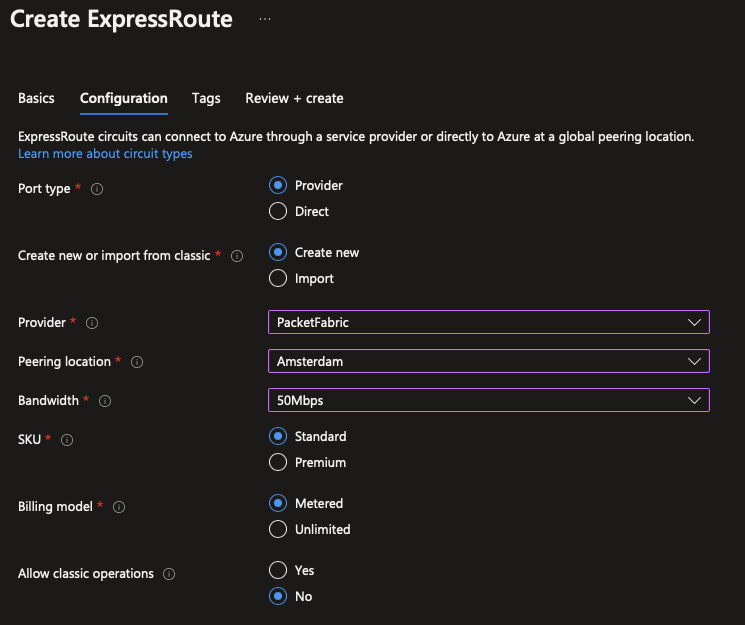 Create ExpressRoute ...
Basics Configuration Tags Review + create
ExpressRoute circuits can connect to Azure through a service provider or directly to Azure at a global peering location.
Learn more about circuit types
Port type * Provider
Direct
Create new or import from classic * Create new
Import
Provider * PacketFabric
Peering location * Amsterdam
Bandwidth * 50Mbps
SKU * Standard
Premium
Billing model * Metered
Unlimited
Allow classic operations Yes
No